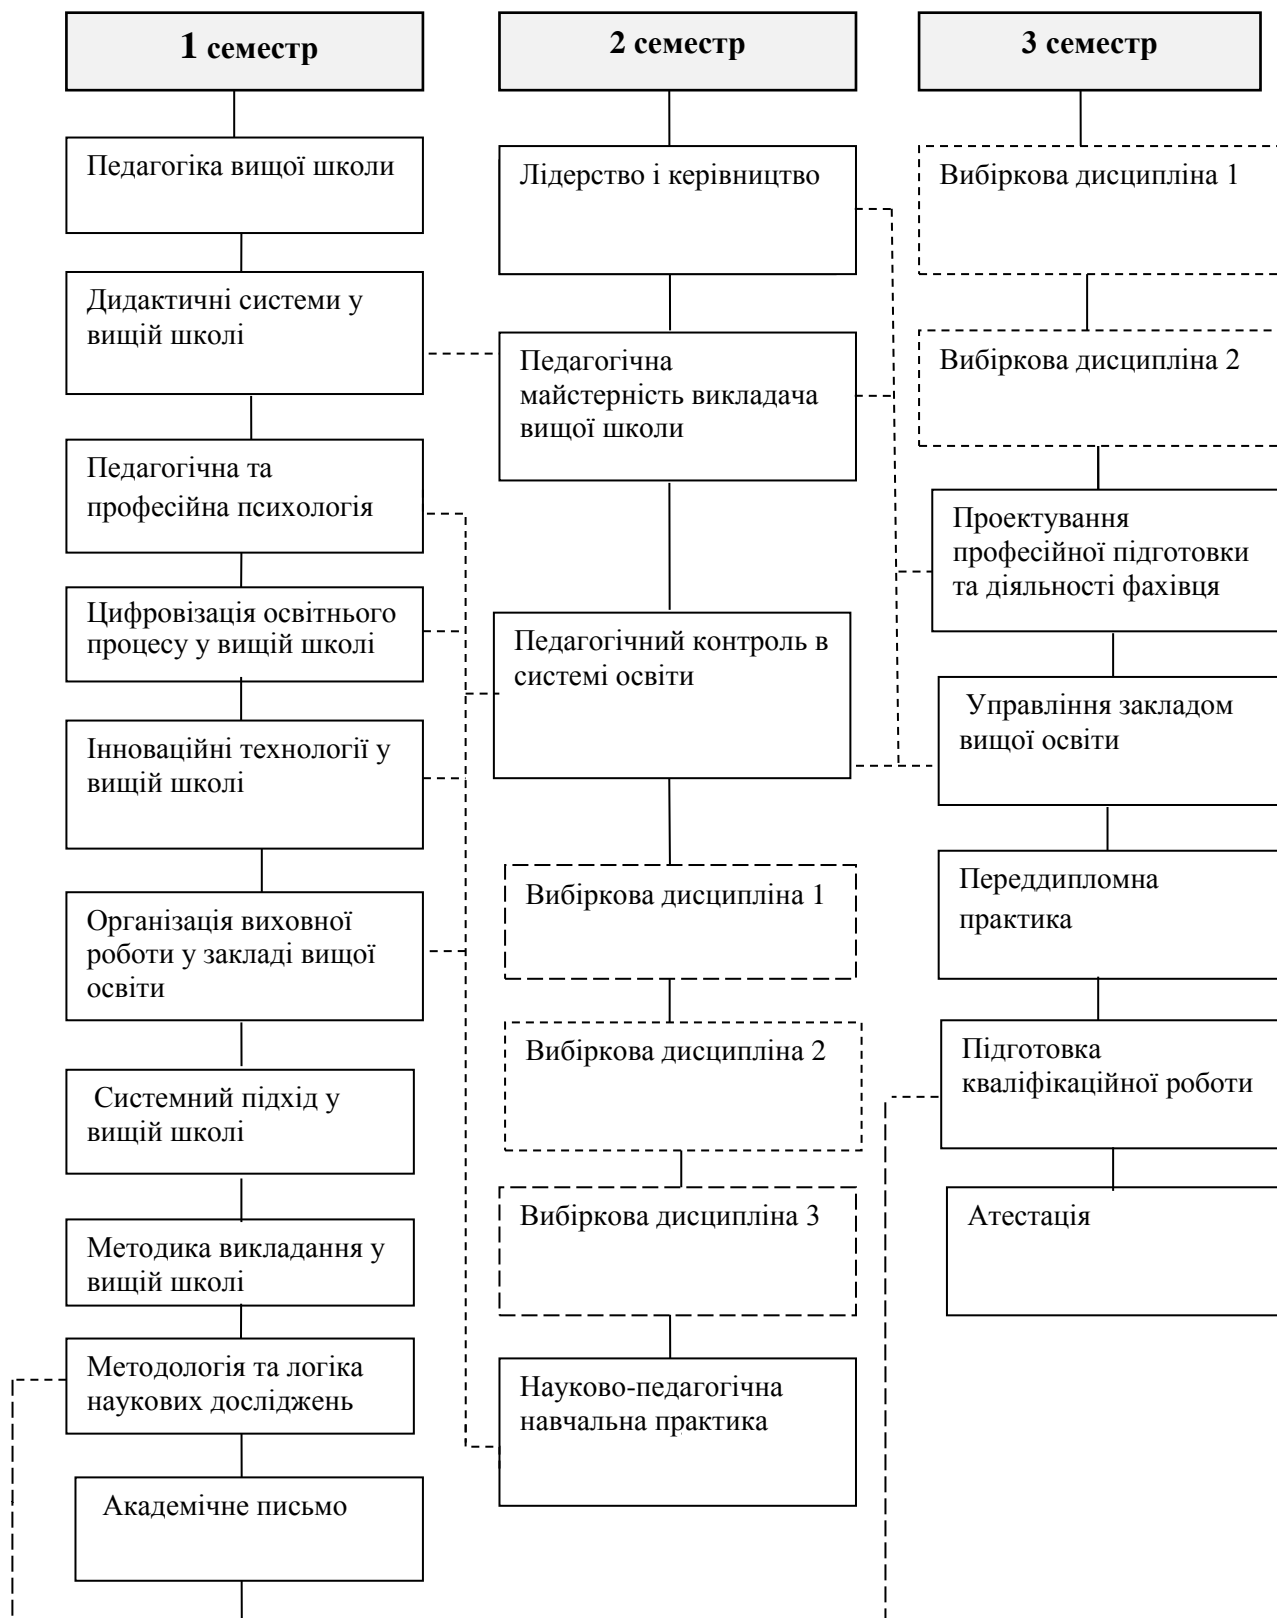 1 семестр
Педагогіка вищої школи
Дидактичні системи у
вищій школі
Педагогічна та
професійна психологія
Цифровізація освітнього
процесу у вищій школі
Інноваційні технології у
вищій школі
Організація виховної
роботи у закладі вищої
освіти
Системний підхід у
вищій школі
Методика викладання у
вищій школі
Методологія та логіка
наукових досліджень
Академічне письмо
2 семестр
Лідерство і керівництво
Педагогічна
майстерність викладача
вищої школи
Педагогічний контроль в
системі освіти
Вибіркова дисципліна 1
Вибіркова дисципліна 2
Вибіркова дисципліна 3
Науково-педагогічна
навчальна практика
3 семестр
Вибіркова дисципліна 1
Вибіркова дисципліна 2
Проектування
професійної підготовки
та діяльності фахівця
Управління закладом
вищої освіти
Переддипломна
практика
Підготовка
кваліфікаційної роботи
Атестація